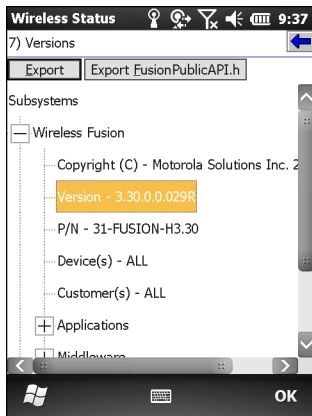 Wireless Status 9:37
7) Versions
Export Export FusionPublicAPI.h
Subsystems
Wireless Fusion
Copyright (C) - Motorola Solutions Inc. 2
Version - 3.30.0.0.029R
P/N - 31-FUSION-H3.30
Device(s) - ALL
Customer(s) - ALL
Applications
Middleware
OK